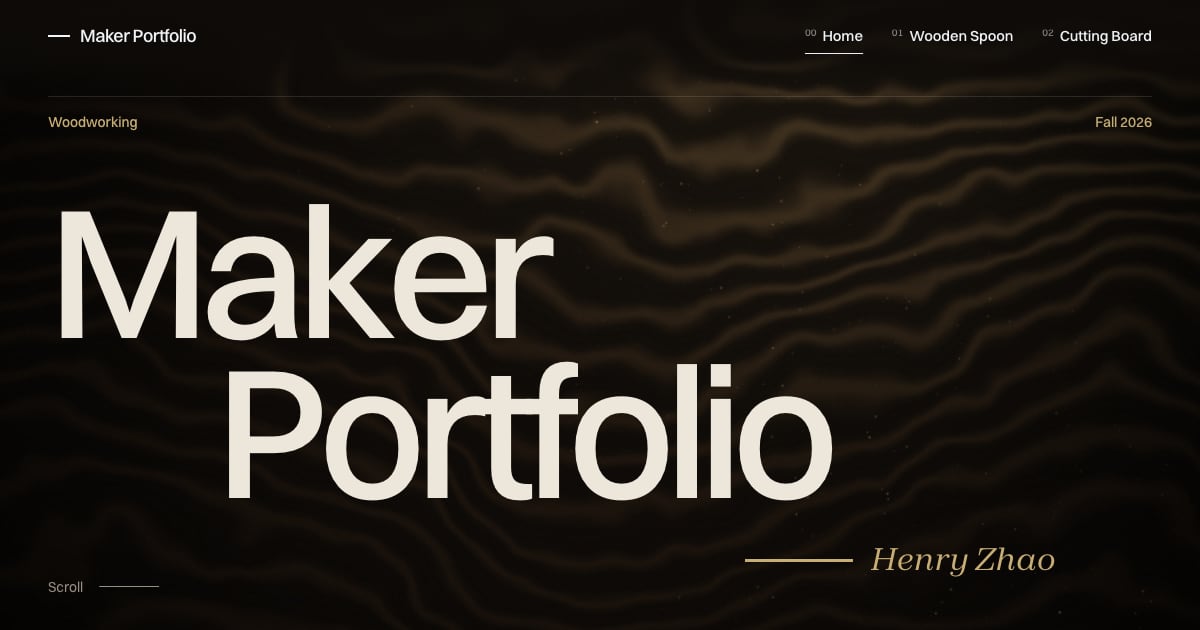 Maker Portfolio
00 Home
01 Wooden Spoon
02 Cutting Board
Woodworking
Fall 2026
Maker
Portfolio
Henry Zhao
Scroll